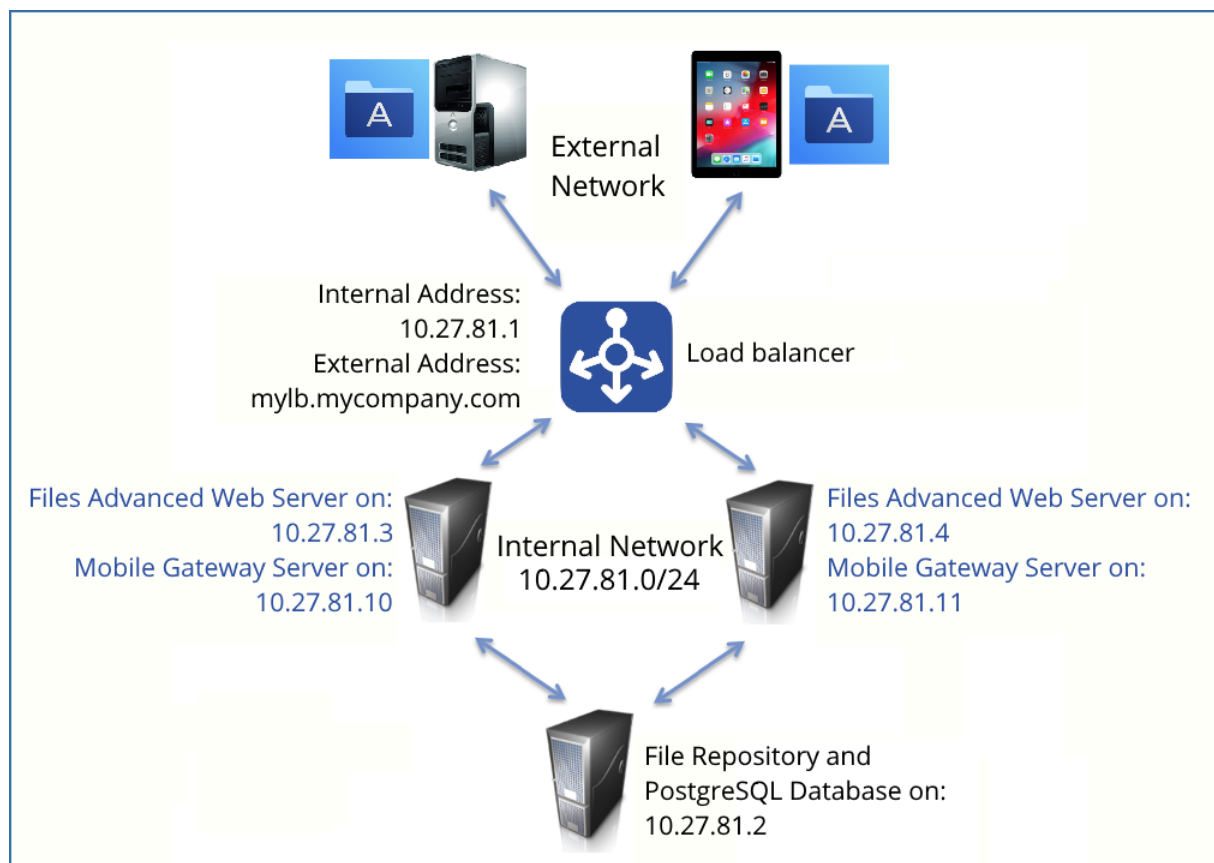 External
Network
Internal Address:
10.27.81.1
External Address:
mylb.mycompany.com
Load balancer
Files Advanced Web Server on:
10.27.81.3
Mobile Gateway Server on:
10.27.81.10
Internal Network
10.27.81.0/24
Files Advanced Web Server on:
10.27.81.4
Mobile Gateway Server on:
10.27.81.11
File Repository and
PostgreSQL Database on:
10.27.81.2